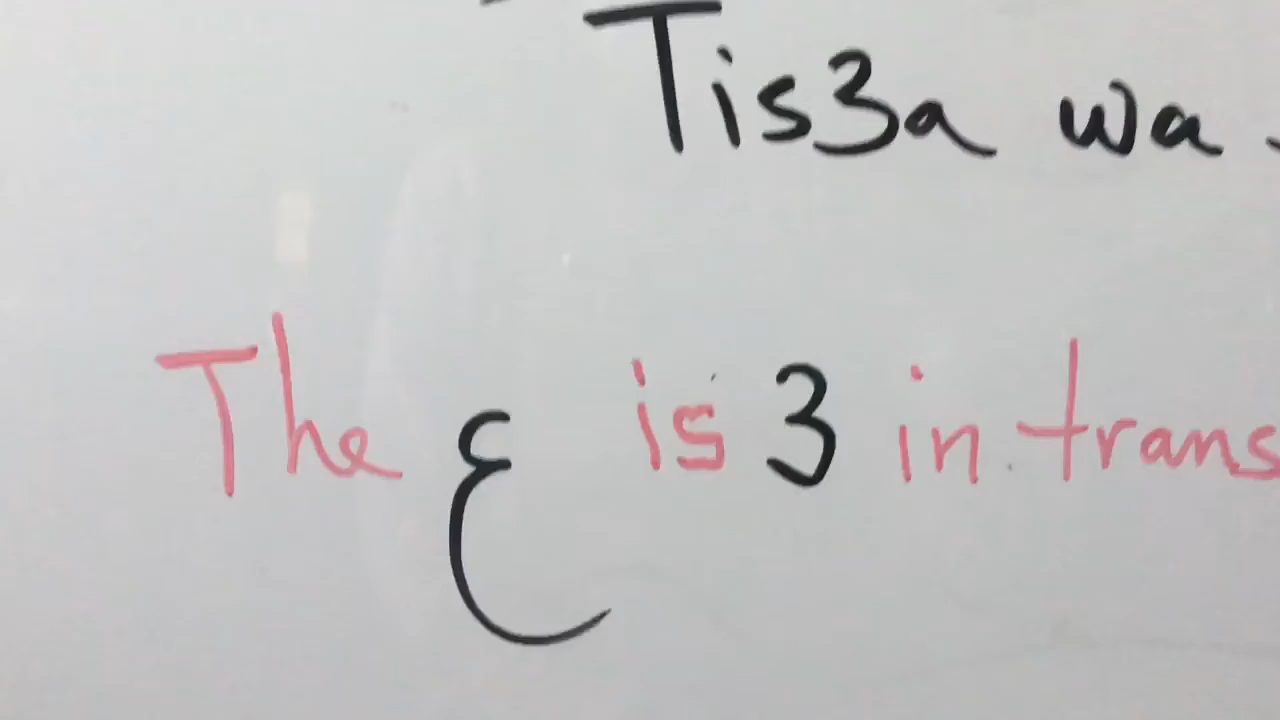 Tis3a wa
The ع is 3 in trans